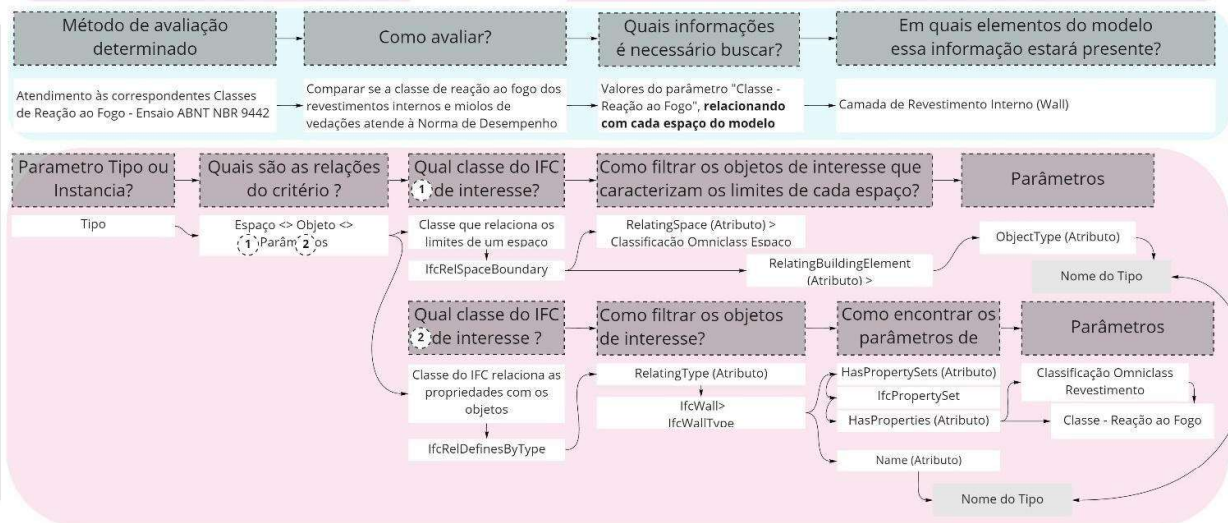 Método de avaliação
determinado
Como avaliar?
Quais informações
é necessário buscar?
Em quais elementos do modelo
essa informação estará presente?
Atendimento às correspondentes Classes
de Reação ao Fogo - Ensaio ABNT NBR 9442
Comparar se a classe de reação ao fogo dos
revestimentos internos e miolos de
vedações atende à Norma de Desempenho
Valores do parâmetro "Classe -
Reação ao Fogo", relacionando
com cada espaço do modelo
Camada de Revestimento Interno (Wall)
Parametro Tipo ou
Instancia?
Quais são as relações
do critério ?
Qual classe do IFC
1 de interesse?
Como filtrar os objetos de interesse que
caracterizam os limites de cada espaço?
Parâmetros
Tipo
Espaço <> Objeto <>
1 Parâm 2 os
Classe que relaciona os
limites de um espaço
IfcRelSpaceBoundary
RelatingSpace (Atributo) >
Classificação Omniclass Espaço
RelatingBuildingElement
(Atributo) >
ObjectType (Atributo)
Nome do Tipo
Qual classe do IFC
2 de interesse ?
Como filtrar os objetos
de interesse?
Como encontrar os
parâmetros de
Parâmetros
Classe do IFC relaciona as
propriedades com os
objetos
IfcRelDefinesByType
RelatingType (Atributo)
IfcWall>
IfcWallType
HasPropertySets (Atributo)
IfcPropertySet
HasProperties (Atributo)
Name (Atributo)
Classificação Omniclass
Revestimento
Classe - Reação ao Fogo
Nome do Tipo